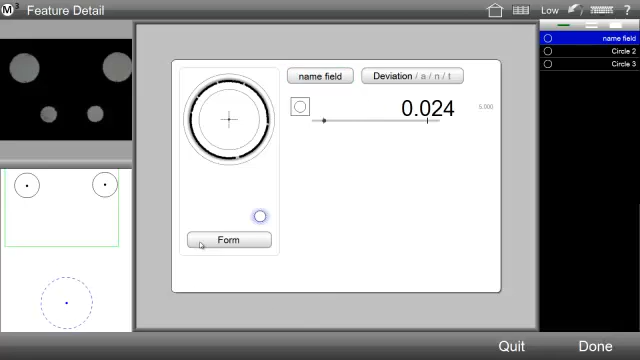 M3 Feature Detail
Low
?
name field
Circle 2
Circle 3
name field
Deviation / a / n / t
0.024
5.000
Form
Quit
Done